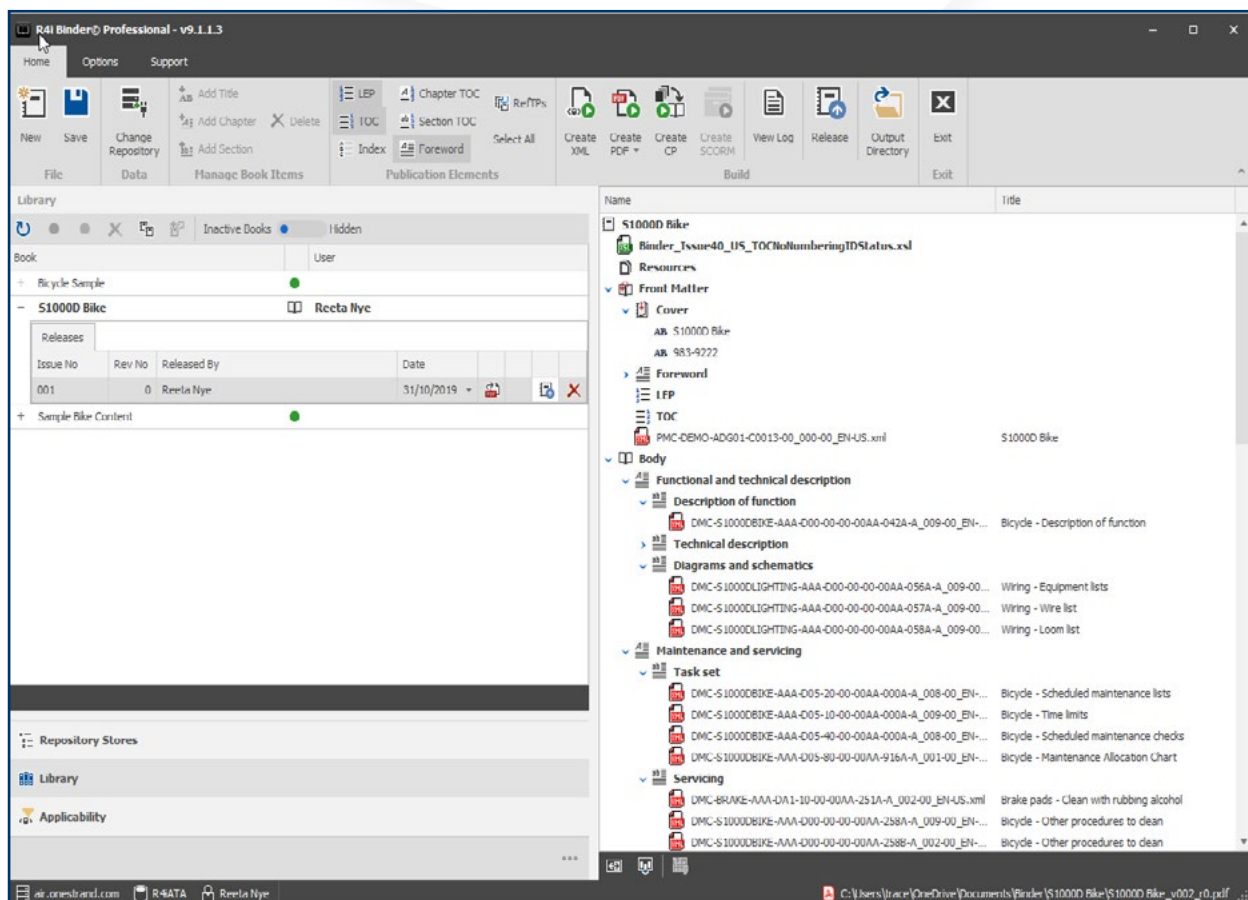 R4i Binder© Professional - v9.1.1.3
Home Options Support
New
Save
Change Repository
Add Title
Add Chapter
Delete
Add Section
LEP
TOC
Index
Chapter TOC
Section TOC
Foreword
RefTPs
Select All
Create XML
Create PDF
Create CP
Create SCORM
View Log
Release
Output Directory
Exit
File Data Manage Book Items Publication Elements Build Exit
Library
Inactive Books Hidden
Book User
Bicycle Sample
S1000D Bike Reeta Nye
Releases
Issue No Rev No Released By Date
001 0 Reeta Nye 31/10/2019
Sample Bike Content
Repository Stores
Library
Applicability
Name Title
S1000D Bike
Binder_Issue40_US_TOCNoNumberingIDStatus.xsl
Resources
Front Matter
Cover
AB S1000D Bike
AB 983-9222
Foreword
LEP
TOC
PMC-DEMO-ADG01-C0013-00_000-00_EN-US.xml S1000D Bike
Body
Functional and technical description
Description of function
DMC-S1000DBIKE-AAA-D00-00-00-00AA-042A-A_009-00_EN-... Bicycle - Description of function
Technical description
Diagrams and schematics
DMC-S1000DLIGHTING-AAA-D00-00-00-00AA-056A-A_009-00... Wiring - Equipment lists
DMC-S1000DLIGHTING-AAA-D00-00-00-00AA-057A-A_009-00... Wiring - Wire list
DMC-S1000DLIGHTING-AAA-D00-00-00-00AA-058A-A_009-00... Wiring - Loom list
Maintenance and servicing
Task set
DMC-S1000DBIKE-AAA-D05-20-00-00AA-000A-A_008-00_EN-... Bicycle - Scheduled maintenance lists
DMC-S1000DBIKE-AAA-D05-10-00-00AA-000A-A_009-00_EN-... Bicycle - Time limits
DMC-S1000DBIKE-AAA-D05-40-00-00AA-000A-A_008-00_EN-... Bicycle - Scheduled maintenance checks
DMC-S1000DBIKE-AAA-D05-80-00-00AA-916A-A_001-00_EN-... Bicycle - Maintenance Allocation Chart
Servicing
DMC-BRAKE-AAA-DA1-10-00-00AA-251A-A_002-00_EN-US.xml Brake pads - Clean with rubbing alcohol
DMC-S1000DBIKE-AAA-D00-00-00-00AA-258A-A_009-00_EN-... Bicycle - Other procedures to clean
DMC-S1000DBIKE-AAA-D00-00-00-00AA-258B-A_002-00_EN-... Bicycle - Other procedures to clean
air.onestrand.com R4iATA Reeta Nye C:\Users\trace\OneDrive\Documents\Binder\S1000D Bike\S1000D Bike_v002_r0.pdf